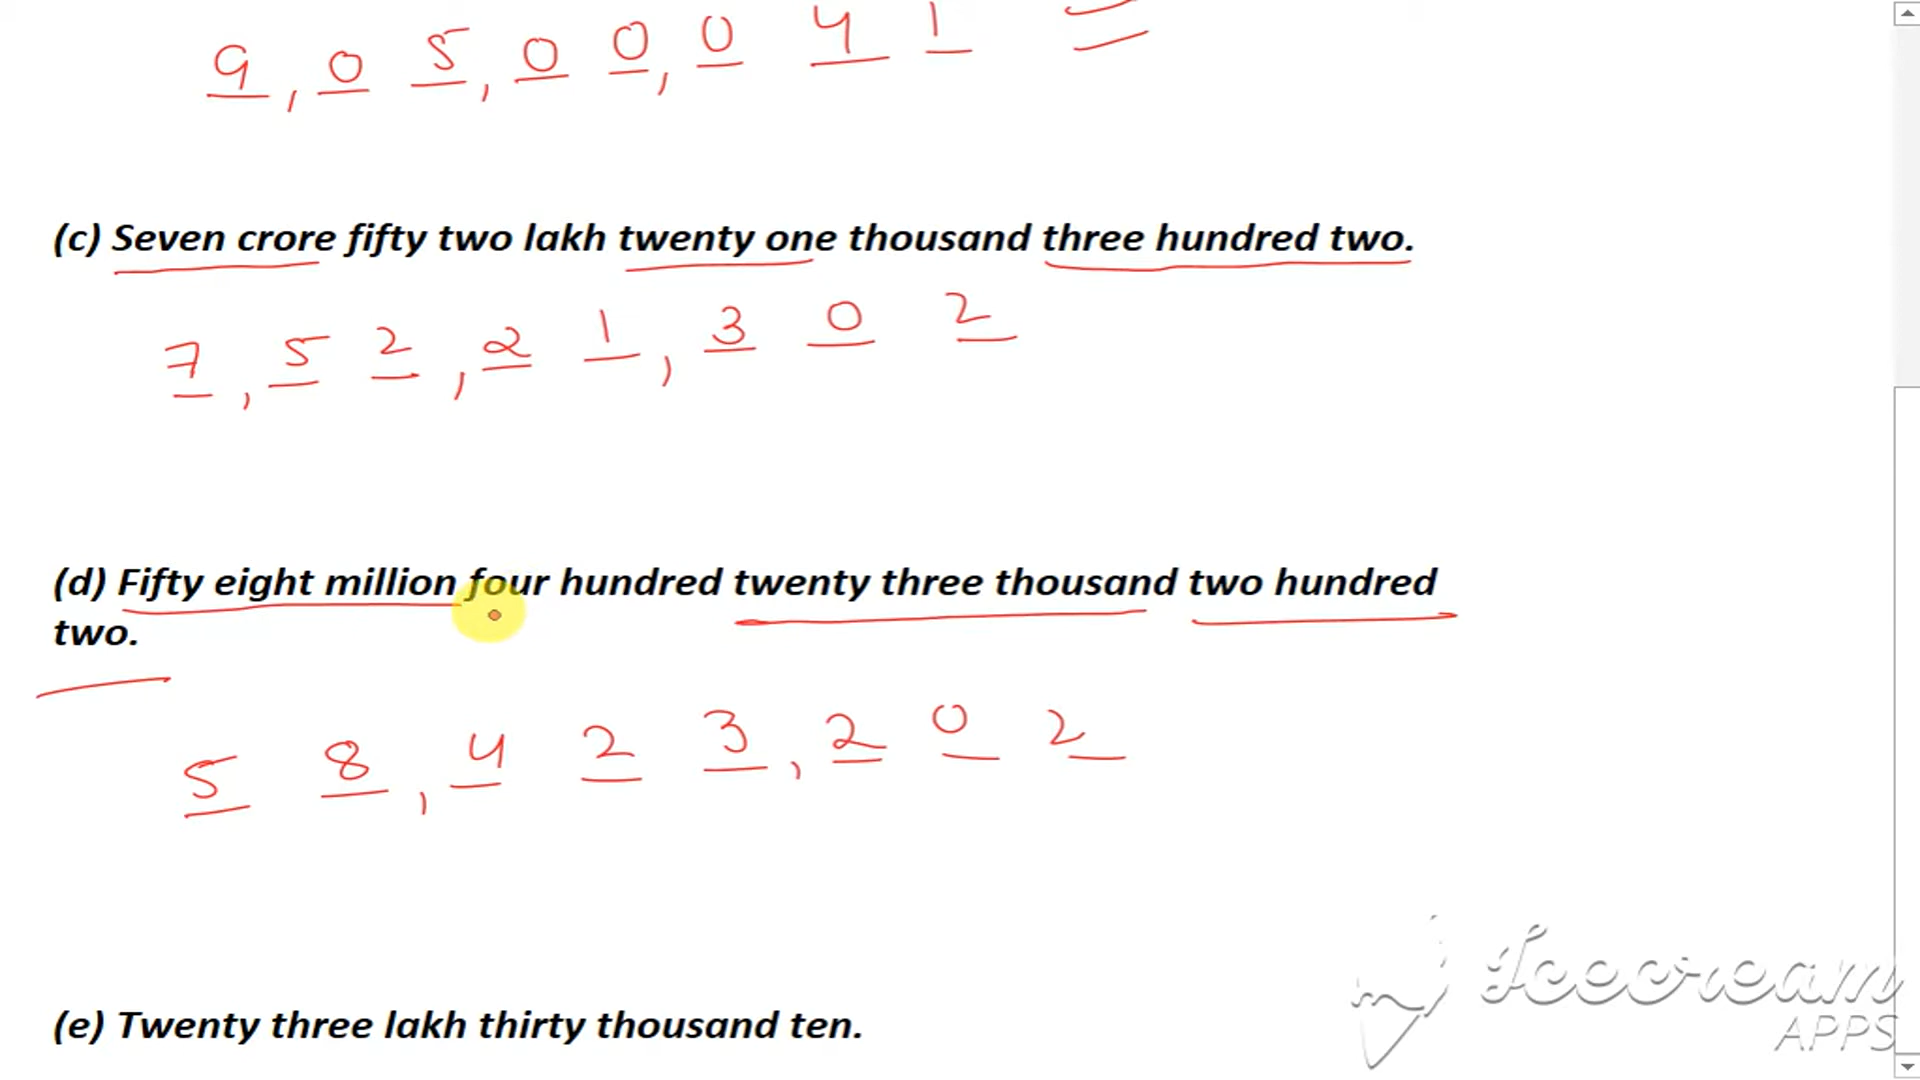 9,05,00,041
(c) Seven crore fifty two lakh twenty one thousand three hundred two.
7,52,21,302
(d) Fifty eight million four hundred twenty three thousand two hundred
two.
58,423,202
(e) Twenty three lakh thirty thousand ten.
Icecream
APPS